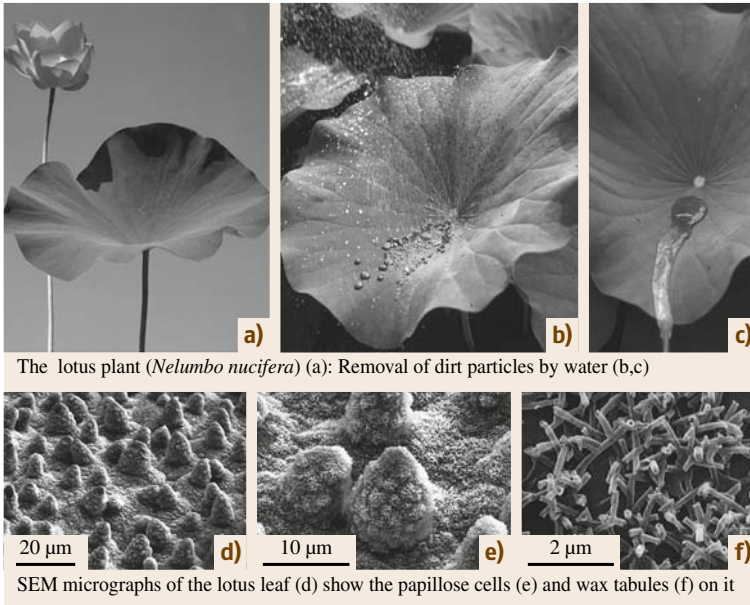 a)
b)
c)
The lotus plant (Nelumbo nucifera) (a): Removal of dirt particles by water (b,c)
20 µm
d)
10 µm
e)
2 µm
f)
SEM micrographs of the lotus leaf (d) show the papillose cells (e) and wax tabules (f) on it